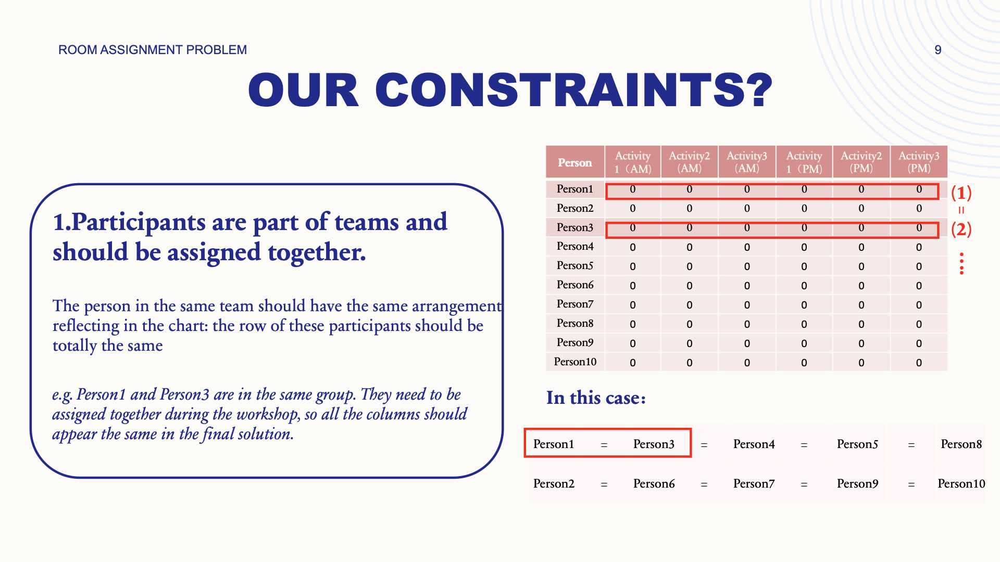 ROOM ASSIGNMENT PROBLEM
9
OUR CONSTRAINTS?
1.Participants are part of teams and
should be assigned together.
The person in the same team should have the same arrangement
reflecting in the chart: the row of these participants should be
totally the same
e.g. Person1 and Person3 are in the same group. They need to be
assigned together during the workshop, so all the columns should
appear the same in the final solution.
Person Activity 1（AM) Activity2 (AM) Activity3 (AM) Activity 1（PM) Activity2 (PM) Activity3 (PM)
Person1 0 0 0 0 0 0 (1)
=
Person2 0 0 0 0 0 0
Person3 0 0 0 0 0 0 (2)
Person4 0 0 0 0 0 0
Person5 0 0 0 0 0 0
Person6 0 0 0 0 0 0
Person7 0 0 0 0 0 0
Person8 0 0 0 0 0 0
Person9 0 0 0 0 0 0
Person10 0 0 0 0 0 0
In this case:
Person1 = Person3 = Person4 = Person5 = Person8
Person2 = Person6 = Person7 = Person9 = Person10